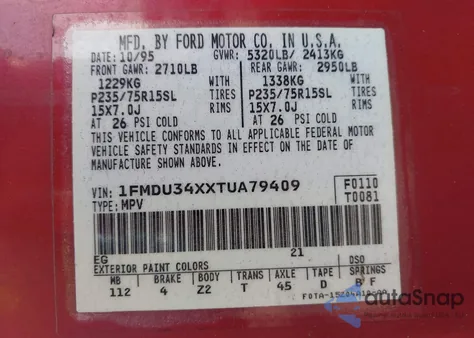 MFD. BY FORD MOTOR CO. IN U.S.A.
DATE: 10/95 GVWR: 5320LB/ 2413KG
FRONT GAWR: 2710LB REAR GAWR: 2950LB
1229KG WITH 1338KG WITH
P235/75R15SL TIRES P235/75R15SL TIRES
15X7.0J RIMS 15X7.0J RIMS
AT 26 PSI COLD AT 26 PSI COLD
THIS VEHICLE CONFORMS TO ALL APPLICABLE FEDERAL MOTOR
VEHICLE SAFETY STANDARDS IN EFFECT ON THE DATE OF
MANUFACTURE SHOWN ABOVE.
VIN: 1FMDU34XXTUA79409 F0110
TYPE: MPV T0081
EG 21
EXTERIOR PAINT COLORS DSO
MB BRAKE BODY TRANS AXLE TAPE SPRINGS
112 4 Z2 T 45 D B F
autoSnap